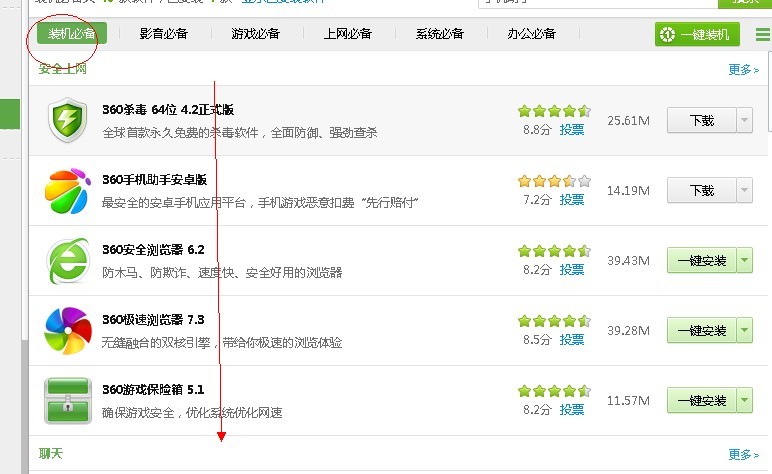 装机必备 影音必备 游戏必备 上网必备 系统必备 办公必备 一键装机
安全上网 更多»
360杀毒 64位 4.2正式版
全球首款永久免费的杀毒软件，全面防御、强劲查杀
8.8分 投票
25.61M
下载
360手机助手安卓版
最安全的安卓手机应用平台，手机游戏恶意扣费“先行赔付”
7.2分 投票
14.19M
下载
360安全浏览器 6.2
防木马、防欺诈、速度快、安全好用的浏览器
8.2分 投票
39.43M
一键安装
360极速浏览器 7.3
无缝融合的双核引擎，带给你极速的浏览体验
8.5分 投票
39.28M
一键安装
360游戏保险箱 5.1
确保游戏安全，优化系统优化网速
8.2分 投票
11.57M
一键安装
聊天 更多»